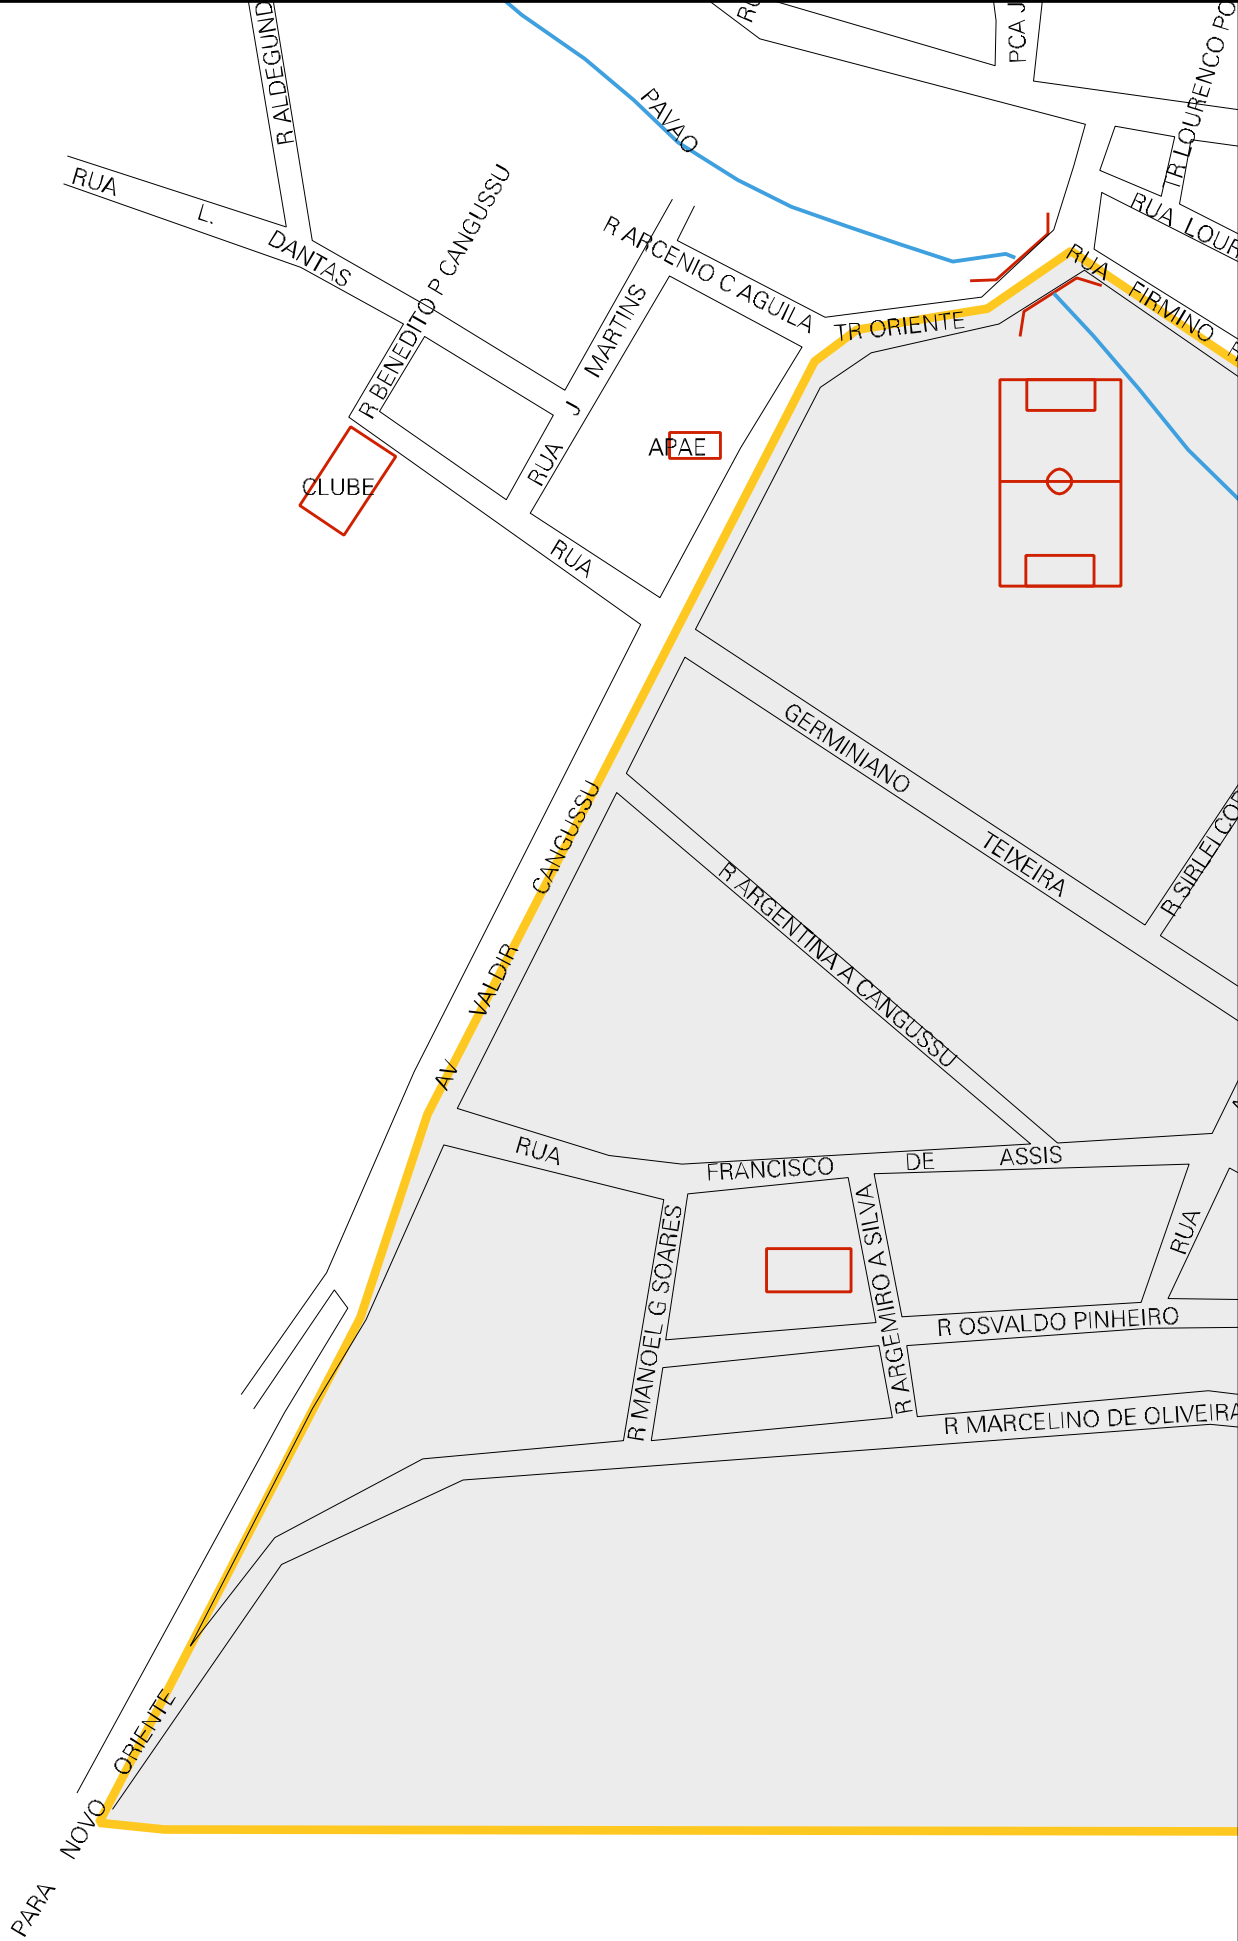 R ALDEGUND
PCA J
TR LOURENCO PO
PAVAO
RUA L. DANTAS
R BENEDITO P CANGUSSU
R ARCENIO C AGUILA
RUA LOUR
RUA FIRMINO
TR ORIENTE
RUA J MARTINS
APAE
CLUBE
RUA GERMINIANO TEIXEIRA
R SIRLEI COR
AV VALDIR CANGUSSU
R ARGENTINA A CANGUSSU
RUA FRANCISCO DE ASSIS
R MANOEL G SOARES
R ARGEMIRO A SILVA
RUA
R OSVALDO PINHEIRO
R MARCELINO DE OLIVEIRA
PARA NOVO ORIENTE